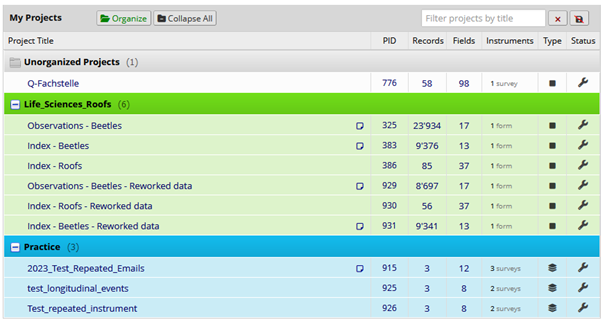 My Projects Organize Collapse All Filter projects by title
Project Title PID Records Fields Instruments Type Status
Unorganized Projects (1)
Q-Fachstelle 776 58 98 1 survey
Life_Sciences_Roofs (6)
Observations - Beetles 325 23'934 17 1 form
Index - Beetles 383 9'376 13 1 form
Index - Roofs 386 85 37 1 form
Observations - Beetles - Reworked data 929 8'697 17 1 form
Index - Roofs - Reworked data 930 56 37 1 form
Index - Beetles - Reworked data 931 9'341 13 1 form
Practice (3)
2023_Test_Repeated_Emails 915 3 12 3 surveys
test_longitudinal_events 925 3 8 2 surveys
Test_repeated_instrument 926 3 8 2 surveys